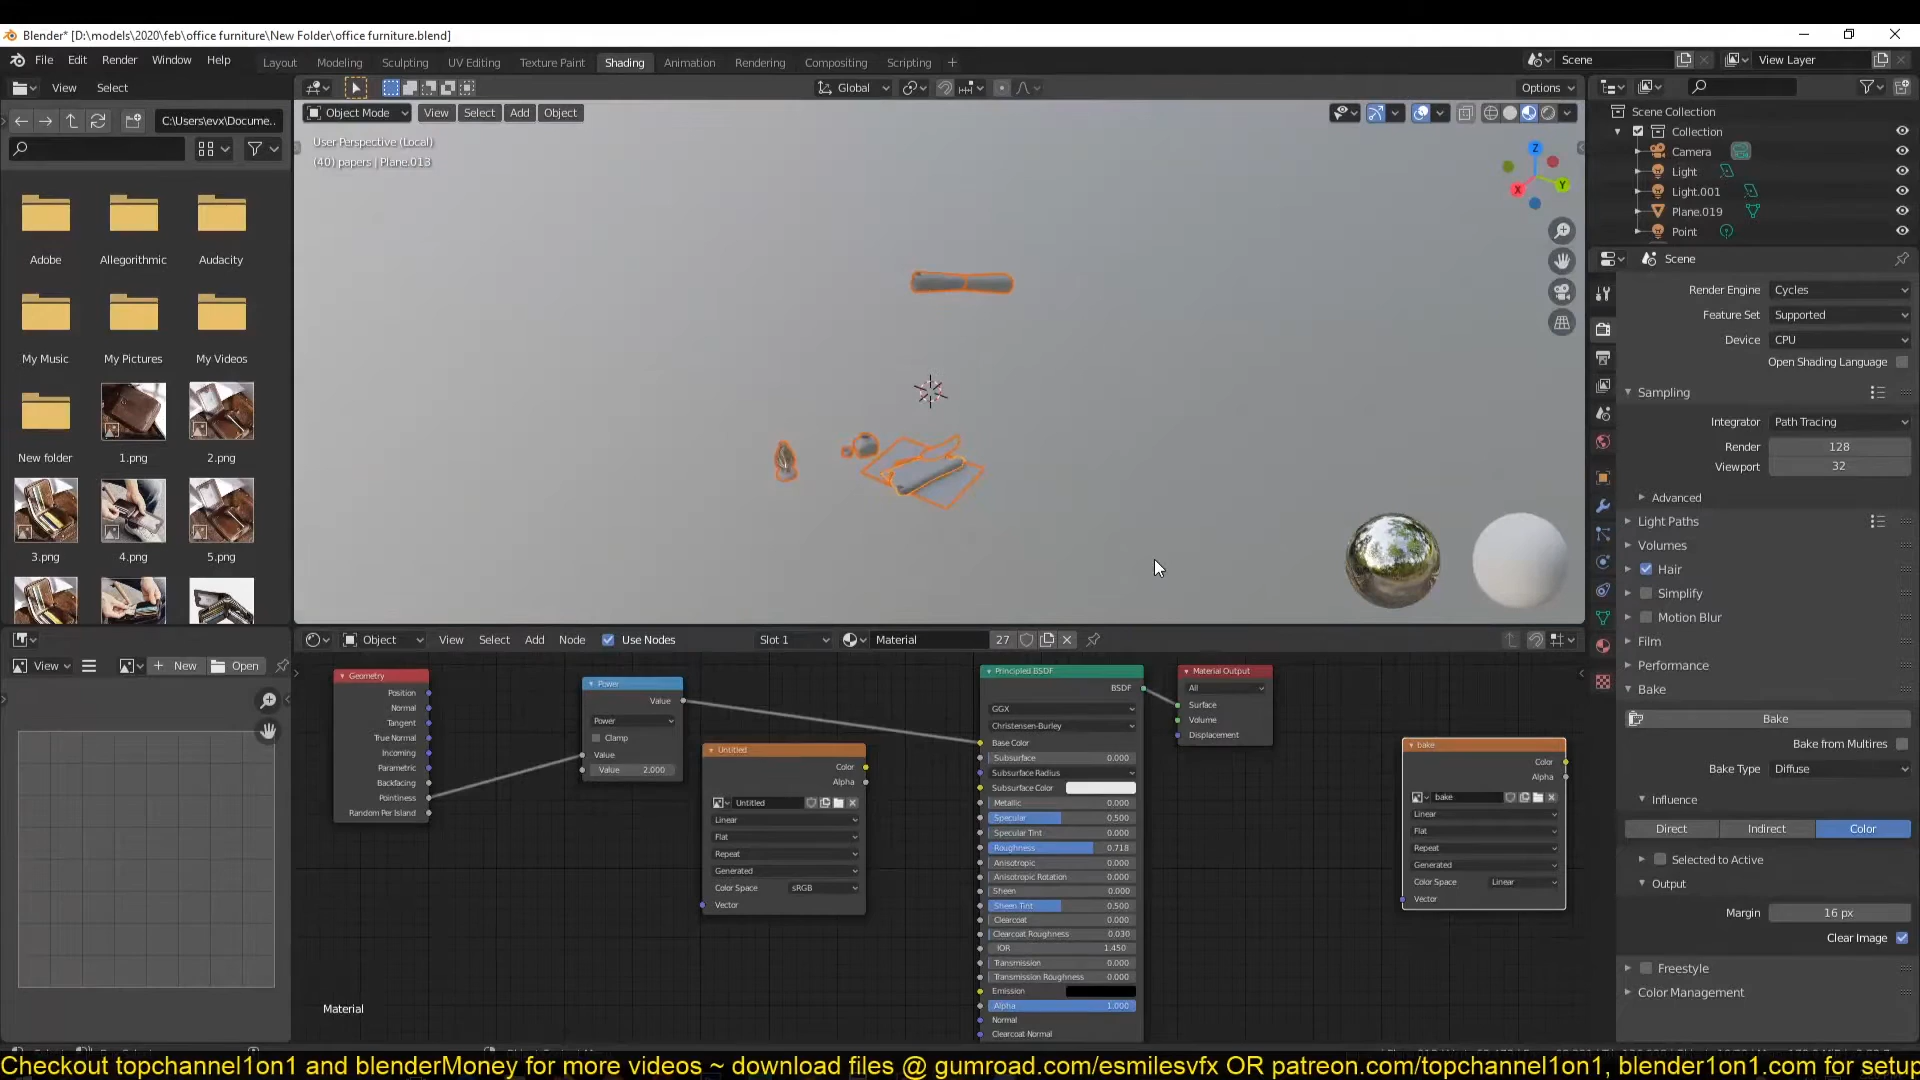 Blender* [D:\models\2020\feb\office furniture\New Folder\office furniture.blend]
File Edit Render Window Help
Layout Modeling Sculpting UV Editing Texture Paint Shading Animation Rendering Compositing Scripting
Scene
View Layer
View Select
Global
Options
C:\Users\evx\Docume..
Object Mode View Select Add Object
User Perspective (Local)
(40) papers | Plane.013
Z
X
Y
Adobe
Allegorithmic
Audacity
My Music
My Pictures
My Videos
New folder
1.png
2.png
3.png
4.png
5.png
Scene Collection
Collection
Camera
Light
Light.001
Plane.019
Point
Scene
Render Engine Cycles
Feature Set Supported
Device CPU
Open Shading Language
Sampling
Integrator Path Tracing
Render 128
Viewport 32
Advanced
Light Paths
Volumes
Hair
Simplify
Motion Blur
Film
Performance
Bake
Bake
Bake from Multires
Bake Type Diffuse
Influence
Direct Indirect Color
Selected to Active
Output
Margin 16 px
Clear Image
Freestyle
Color Management
View
New
Open
Object View Select Add Node Use Nodes Slot 1 Material 27
Geometry
Position
Normal
Tangent
True Normal
Incoming
Parametric
Backfacing
Pointiness
Random Per Island
Power
Value
Power
Clamp
Value
Value 2.000
Untitled
Color
Alpha
Untitled
Linear
Flat
Repeat
Generated
Color Space sRGB
Vector
Principled BSDF
BSDF
GGX
Christensen-Burley
Base Color
Subsurface 0.000
Subsurface Radius
Subsurface Color
Metallic 0.000
Specular 0.500
Specular Tint 0.000
Roughness 0.718
Anisotropic 0.000
Anisotropic Rotation 0.000
Sheen 0.000
Sheen Tint 0.500
Clearcoat 0.000
Clearcoat Roughness 0.030
IOR 1.450
Transmission 0.000
Transmission Roughness 0.000
Emission
Alpha 1.000
Normal
Clearcoat Normal
Material Output
All
Surface
Volume
Displacement
bake
Color
Alpha
bake
Linear
Flat
Repeat
Generated
Color Space Linear
Vector
Material
Checkout topchannel1on1 and blenderMoney for more videos ~ download files @ gumroad.com/esmilesvfx OR patreon.com/topchannel1on1, blender1on1.com for setup